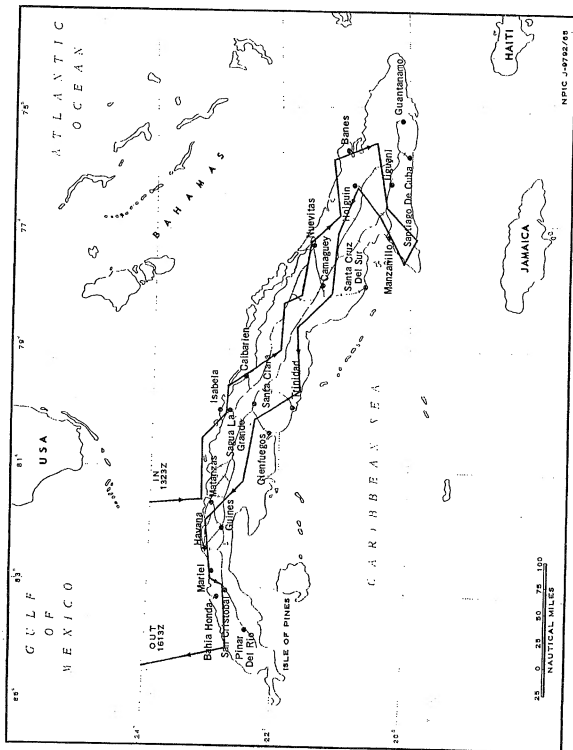 GULF
OF
MEXICO
USA
ATLANTIC
OCEAN
BAHAMAS
85°
83°
81°
79°
77°
75°
24°
22°
20°
OUT
1613Z
IN
1323Z
Havana
Mariel
Bahia Honda
San Cristobal
Pinar
Del Rio
Guines
Matanzas
Isabela
Sagua La
Grande
Caibarien
Santa Clara
Cienfuegos
Trinidad
Nuevitas
Camaguey
Santa Cruz
Del Sur
Holguin
Banes
Manzanillo
Jiguani
Santiago De Cuba
Guantanamo
ISLE OF PINES
CARIBBEAN SEA
JAMAICA
HAITI
25 0 25 50 75 100
NAUTICAL MILES
NPIC J-9792/65